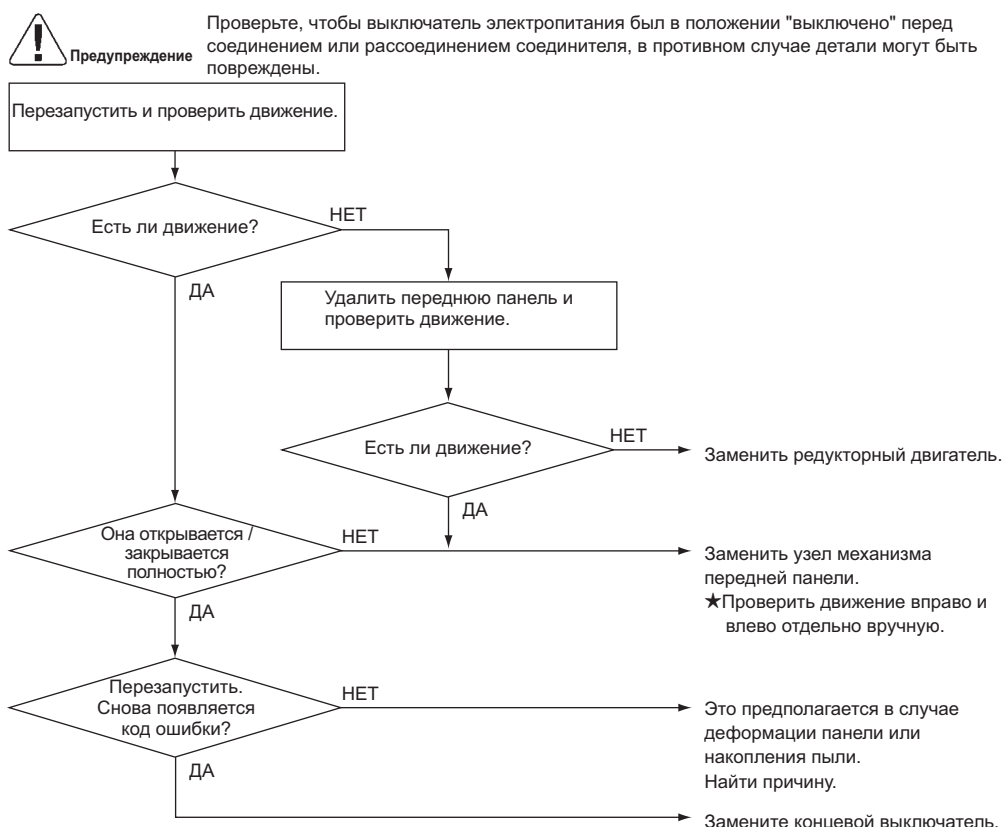 Проверьте, чтобы выключатель электропитания был в положении "выключено" перед
соединением или рассоединением соединителя, в противном случае детали могут быть
повреждены.
Предупреждение
Перезапустить и проверить движение.
Есть ли движение?
НЕТ
ДА
Удалить переднюю панель и
проверить движение.
Есть ли движение?
НЕТ
Заменить редукторный двигатель.
ДА
Она открывается /
закрывается
полностью?
НЕТ
Заменить узел механизма
передней панели.
★Проверить движение вправо и
влево отдельно вручную.
ДА
Перезапустить.
Снова появляется
код ошибки?
НЕТ
Это предполагается в случае
деформации панели или
накопления пыли.
Найти причину.
ДА
Замените концевой выключатель.